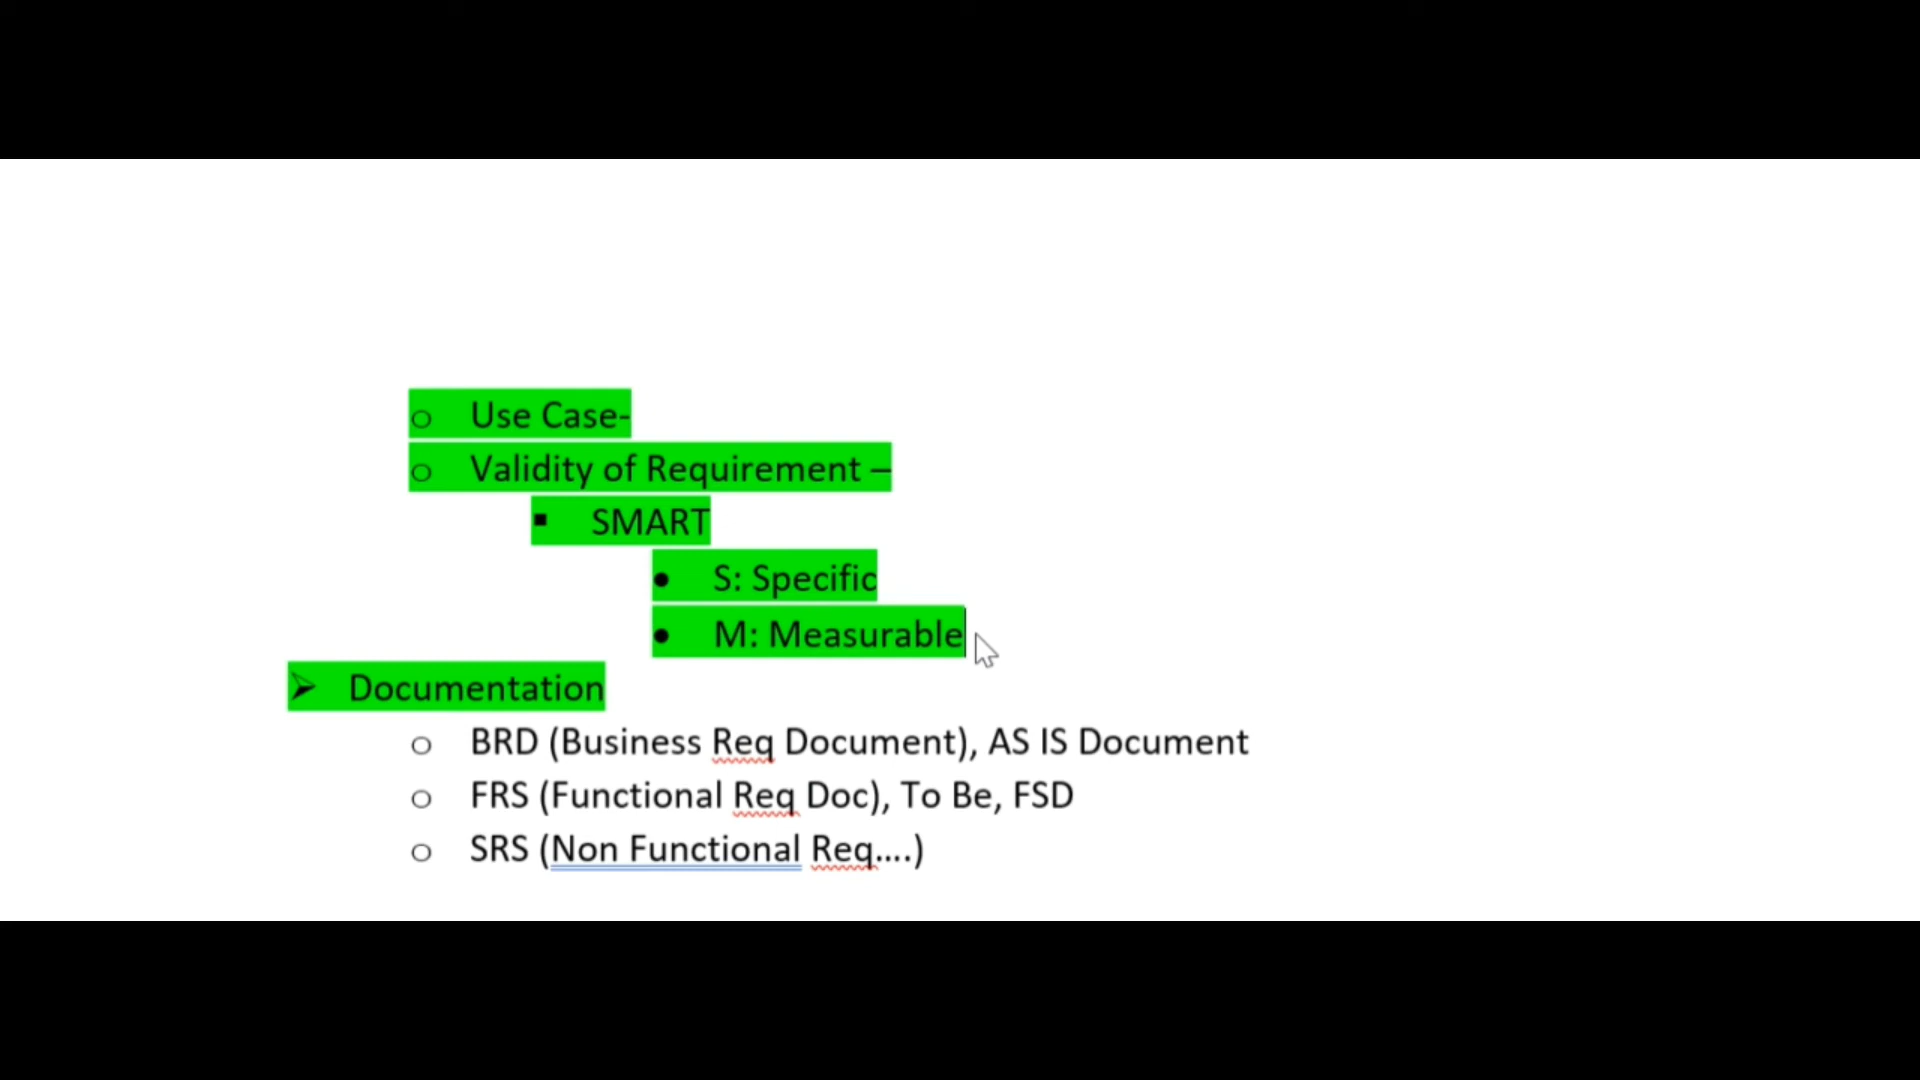 o Use Case-
o Validity of Requirement –
▪ SMART
• S: Specific
• M: Measurable
➢ Documentation
o BRD (Business Req Document), AS IS Document
o FRS (Functional Req Doc), To Be, FSD
o SRS (Non Functional Req....)